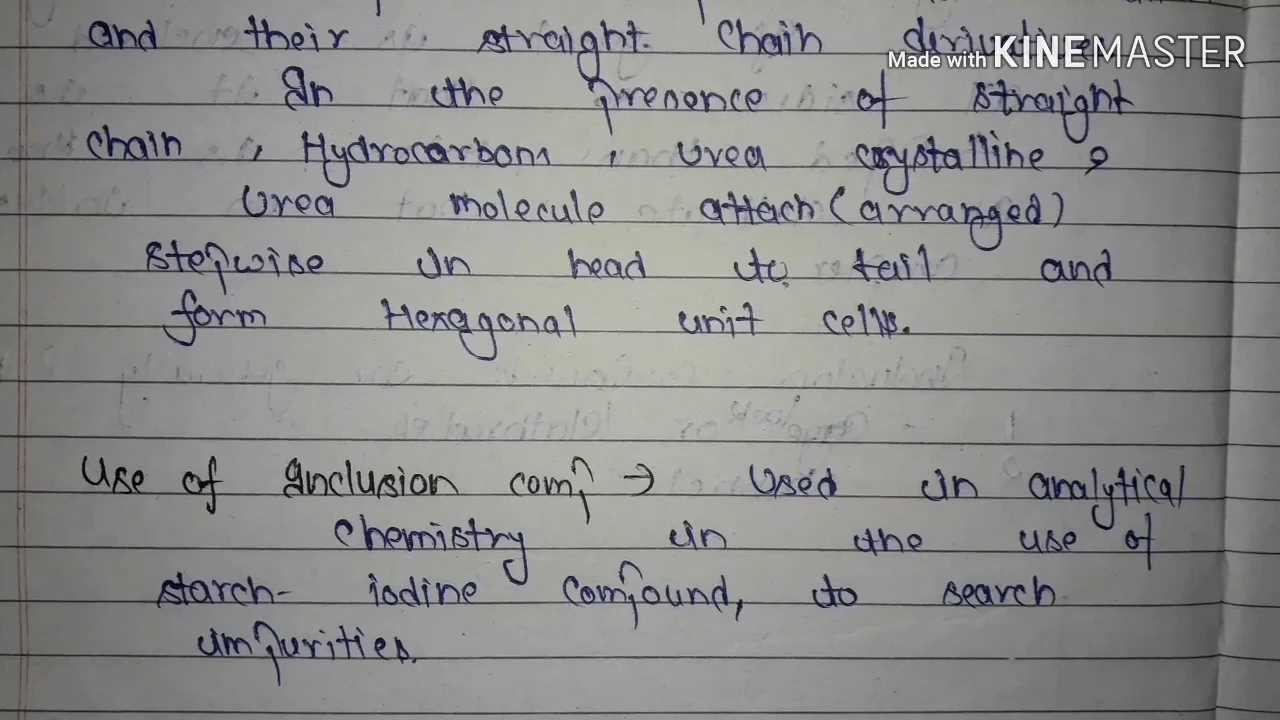 and their straight chain derivatives
Made with KINEMASTER
In the presence of straight
chain, Hydrocarbons, urea crystalline,
Urea molecule attach (arranged)
stepwise in head to tail and
form Hexagonal unit cells.
Use of Inclusion comp → Used in analytical
chemistry in the use of
starch- iodine compound, to search
impurities.